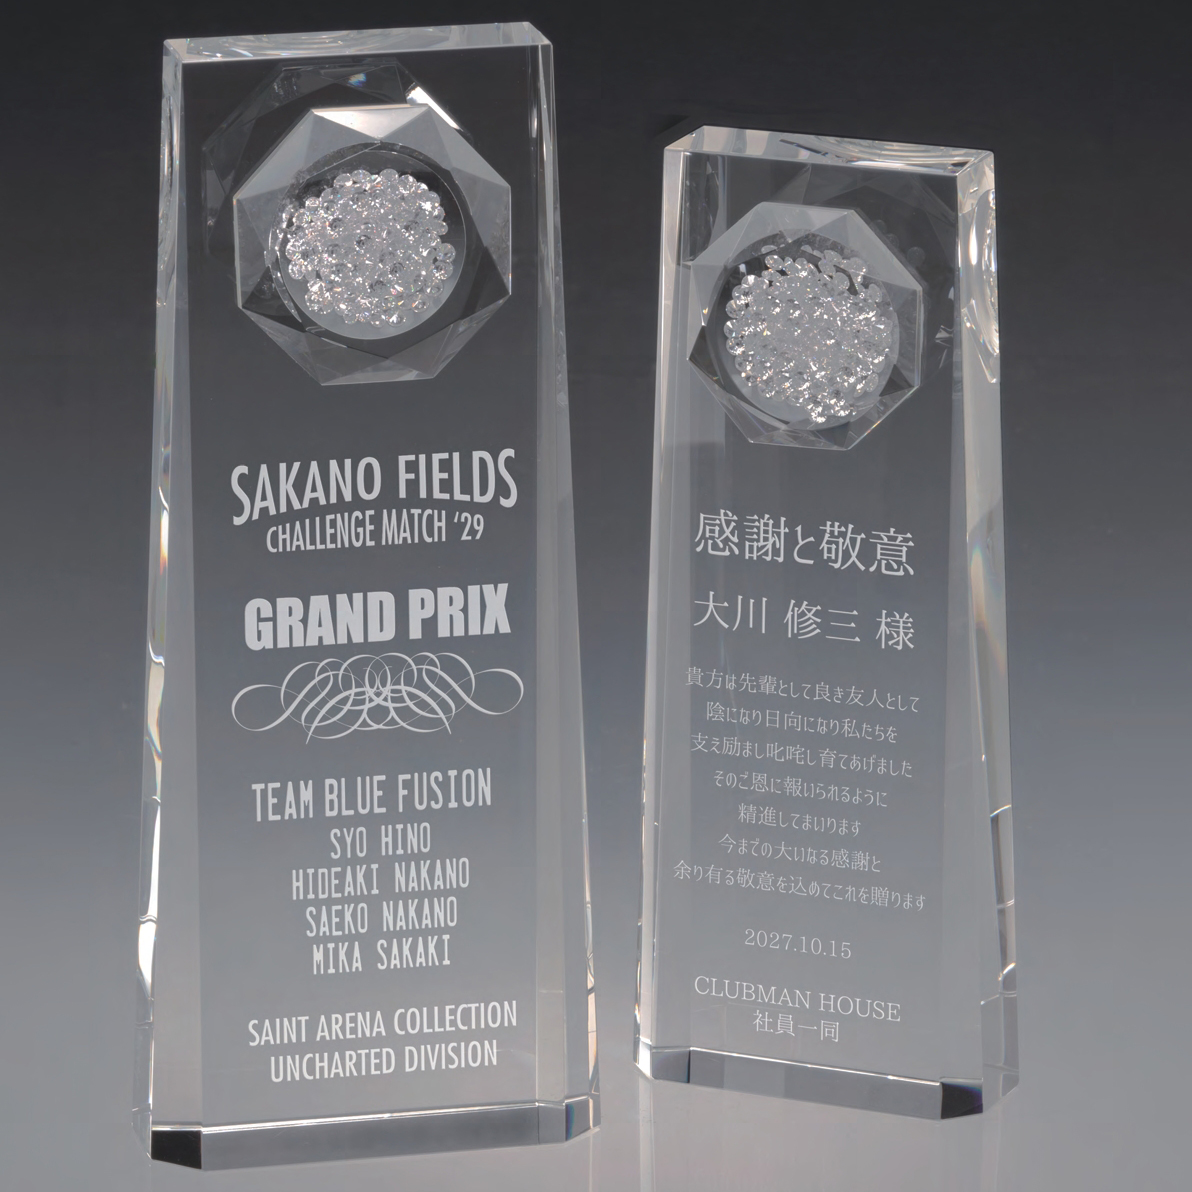 SAKANO FIELDS
CHALLENGE MATCH '29
GRAND PRIX
TEAM BLUE FUSION
SYO HINO
HIDEAKI NAKANO
SAEKO NAKANO
MIKA SAKAKI
SAINT ARENA COLLECTION
UNCHARTED DIVISION
感謝と敬意
大川 修三 様
貴方は先輩として良き友人として
陰になり日向になり私たちを
支え励まし叱咤し育てあげました
そのご恩に報いられるように
精進してまいります
今までの大いなる感謝と
余り有る敬意を込めてこれを贈ります
2027.10.15
CLUBMAN HOUSE
社員一同